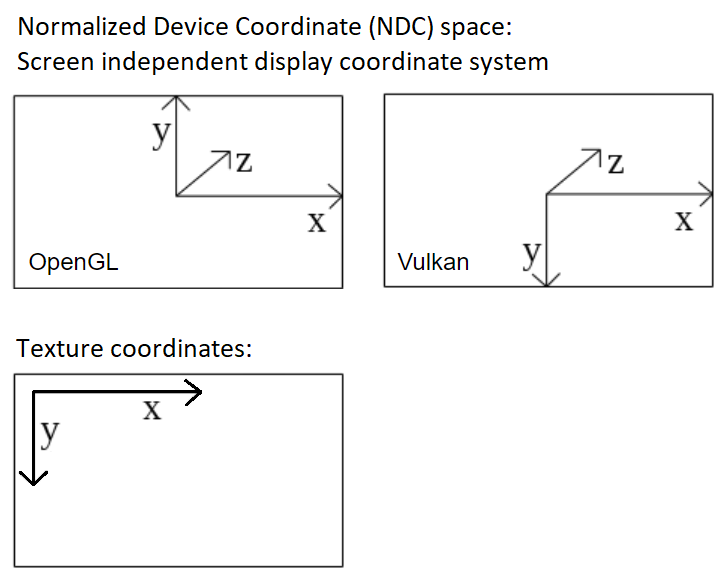 Normalized Device Coordinate (NDC) space:
Screen independent display coordinate system
y
z
x
OpenGL
z
x
y
Vulkan
Texture coordinates:
x
y